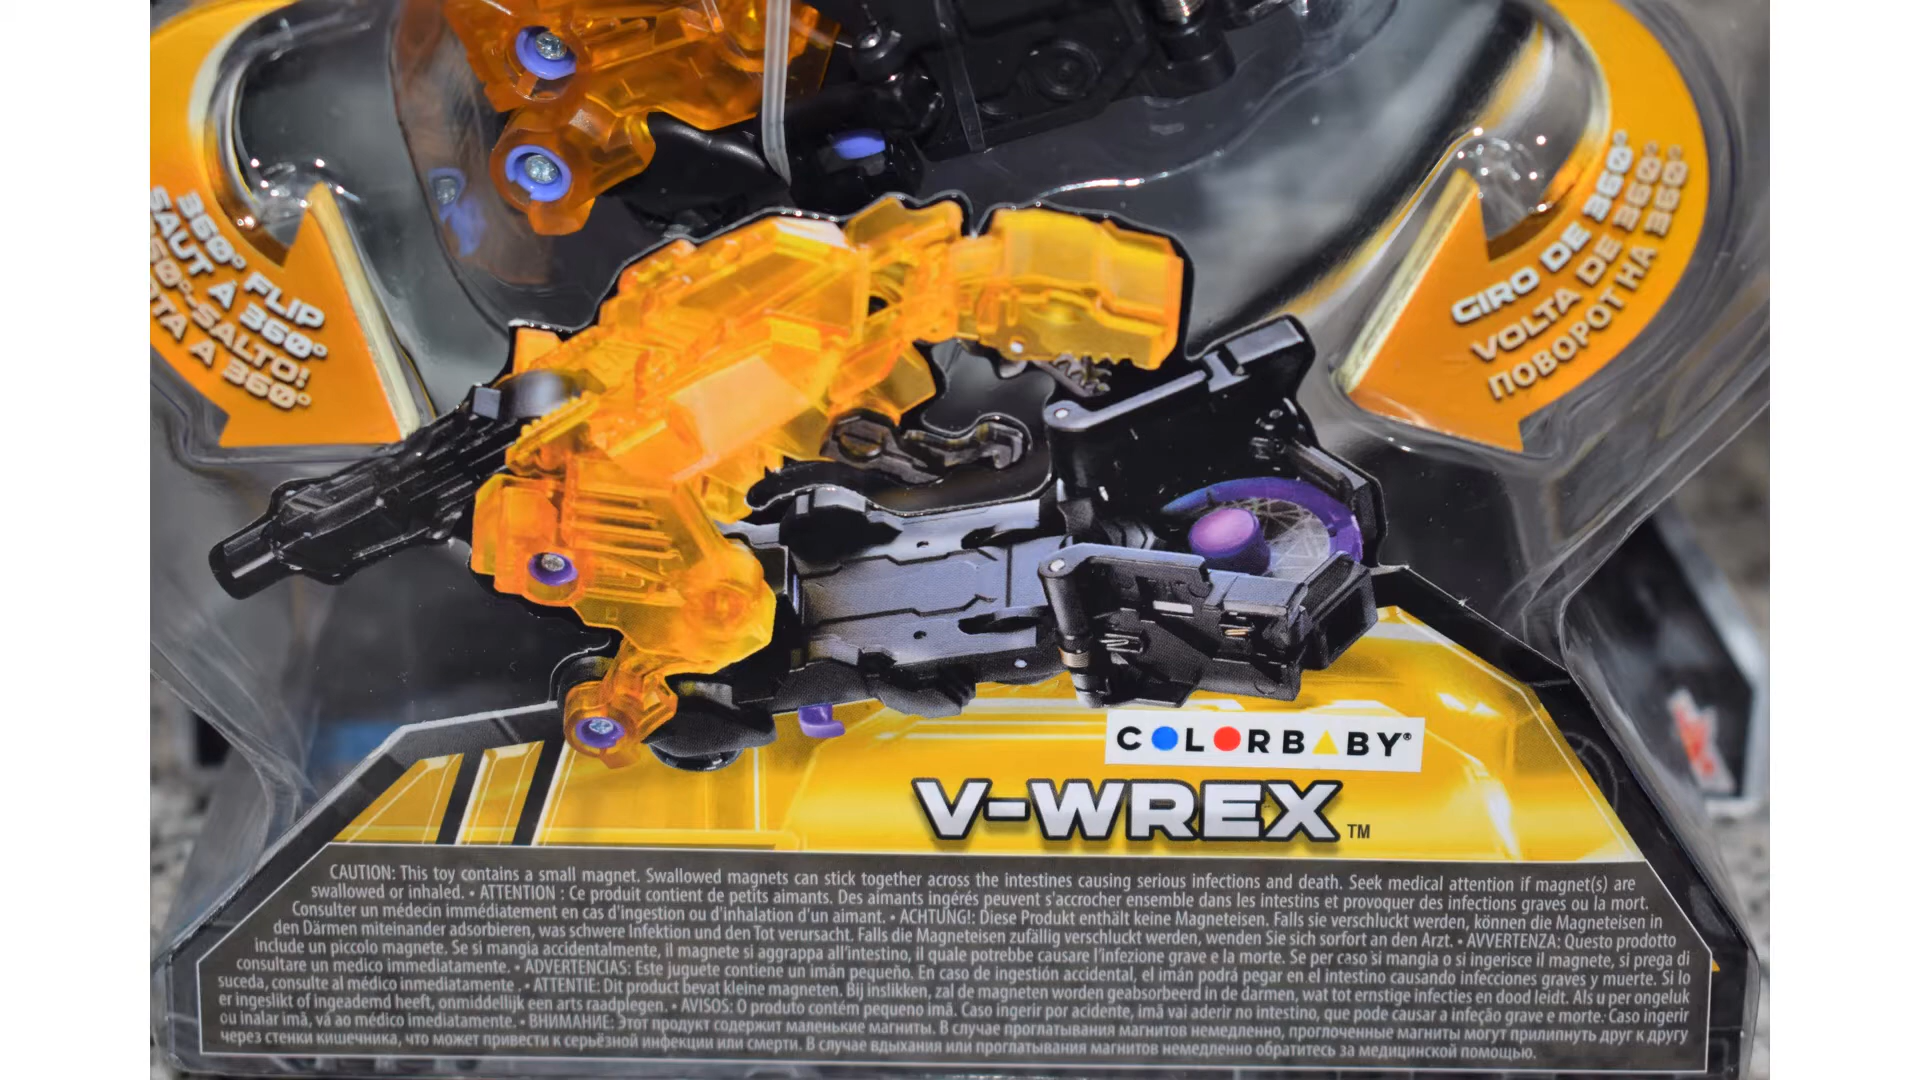 360° FLIP
SAUT À 360°
360°-SALTO!
A 360°
GIRO DE 360°
VOLTA DE 360°
ПОВОРОТ НА 360°
COLORBABY®
V-WREX™
CAUTION: This toy contains a small magnet. Swallowed magnets can stick together across the intestines causing serious infections and death. Seek medical attention if magnet(s) are
swallowed or inhaled. • ATTENTION : Ce produit contient de petits aimants. Des aimants ingérés peuvent s'accrocher ensemble dans les intestins et provoquer des infections graves ou la mort.
Consulter un médecin immédiatement en cas d'ingestion ou d'inhalation d'un aimant. • ACHTUNG!: Diese Produkt enthält keine Magneteisen. Falls sie verschluckt werden, können die Magneteisen in
den Därmen miteinander adsorbieren, was schwere Infektion und den Tot verursacht. Falls die Magneteisen zufällig verschluckt werden, wenden Sie sich sofort an den Arzt. • AVVERTENZA: Questo prodotto
include un piccolo magnete. Se si mangia accidentalmente, il magnete si aggrappa all'intestino, il quale potrebbe causare l'infezione grave e la morte. Se per caso si mangia o si ingerisce il magnete, si prega di
consultare un medico immediatamente. • ADVERTENCIAS: Este juguete contiene un imán pequeño. En caso de ingestión accidental, el imán podrá pegar en el intestino causando infecciones graves y muerte. Si lo
suceda, consulte al médico inmediatamente . • ATTENTIE: Dit product bevat kleine magneten. Bij inslikken, zal de magneten worden geabsorbeerd in de darmen, wat tot ernstige infecties en dood leidt. Als u per ongeluk
er ingeslikt of ingeademd heeft, onmiddellijk een arts raadplegen. • AVISOS: O produto contém pequeno imã. Caso ingerir por acidente, imã vai aderir no intestino, que pode causar a infeção grave e morte. Caso ingerir
ou inalar imã, vá ao médico imediatamente. • ВНИМАНИЕ: Этот продукт содержит маленькие магниты. В случае проглатывания магнитов немедленно, проглоченные магниты могут прилипнуть друг к другу
через стенки кишечника, что может привести к серьёзной инфекции или смерти. В случае вдыхания или проглатывания магнитов немедленно обратитесь за медицинской помощью.